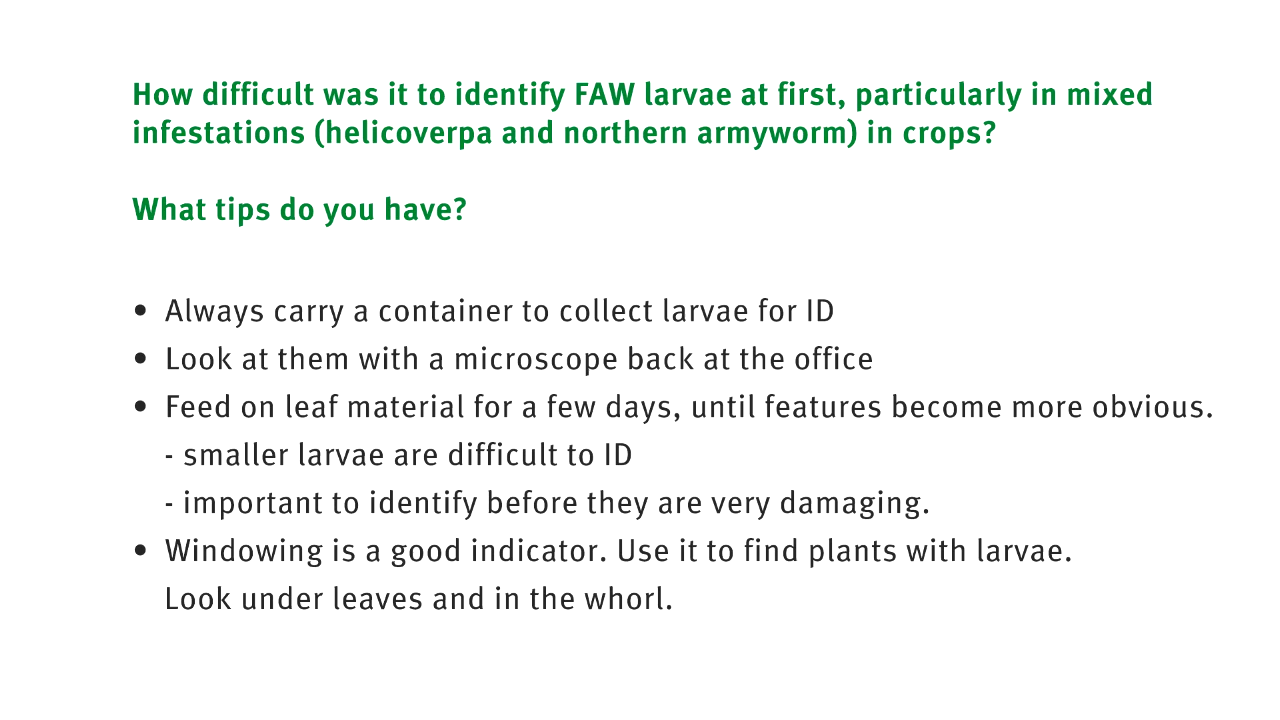 How difficult was it to identify FAW larvae at first, particularly in mixed
infestations (helicoverpa and northern armyworm) in crops?
What tips do you have?
• Always carry a container to collect larvae for ID
• Look at them with a microscope back at the office
• Feed on leaf material for a few days, until features become more obvious.
- smaller larvae are difficult to ID
- important to identify before they are very damaging.
• Windowing is a good indicator. Use it to find plants with larvae.
Look under leaves and in the whorl.